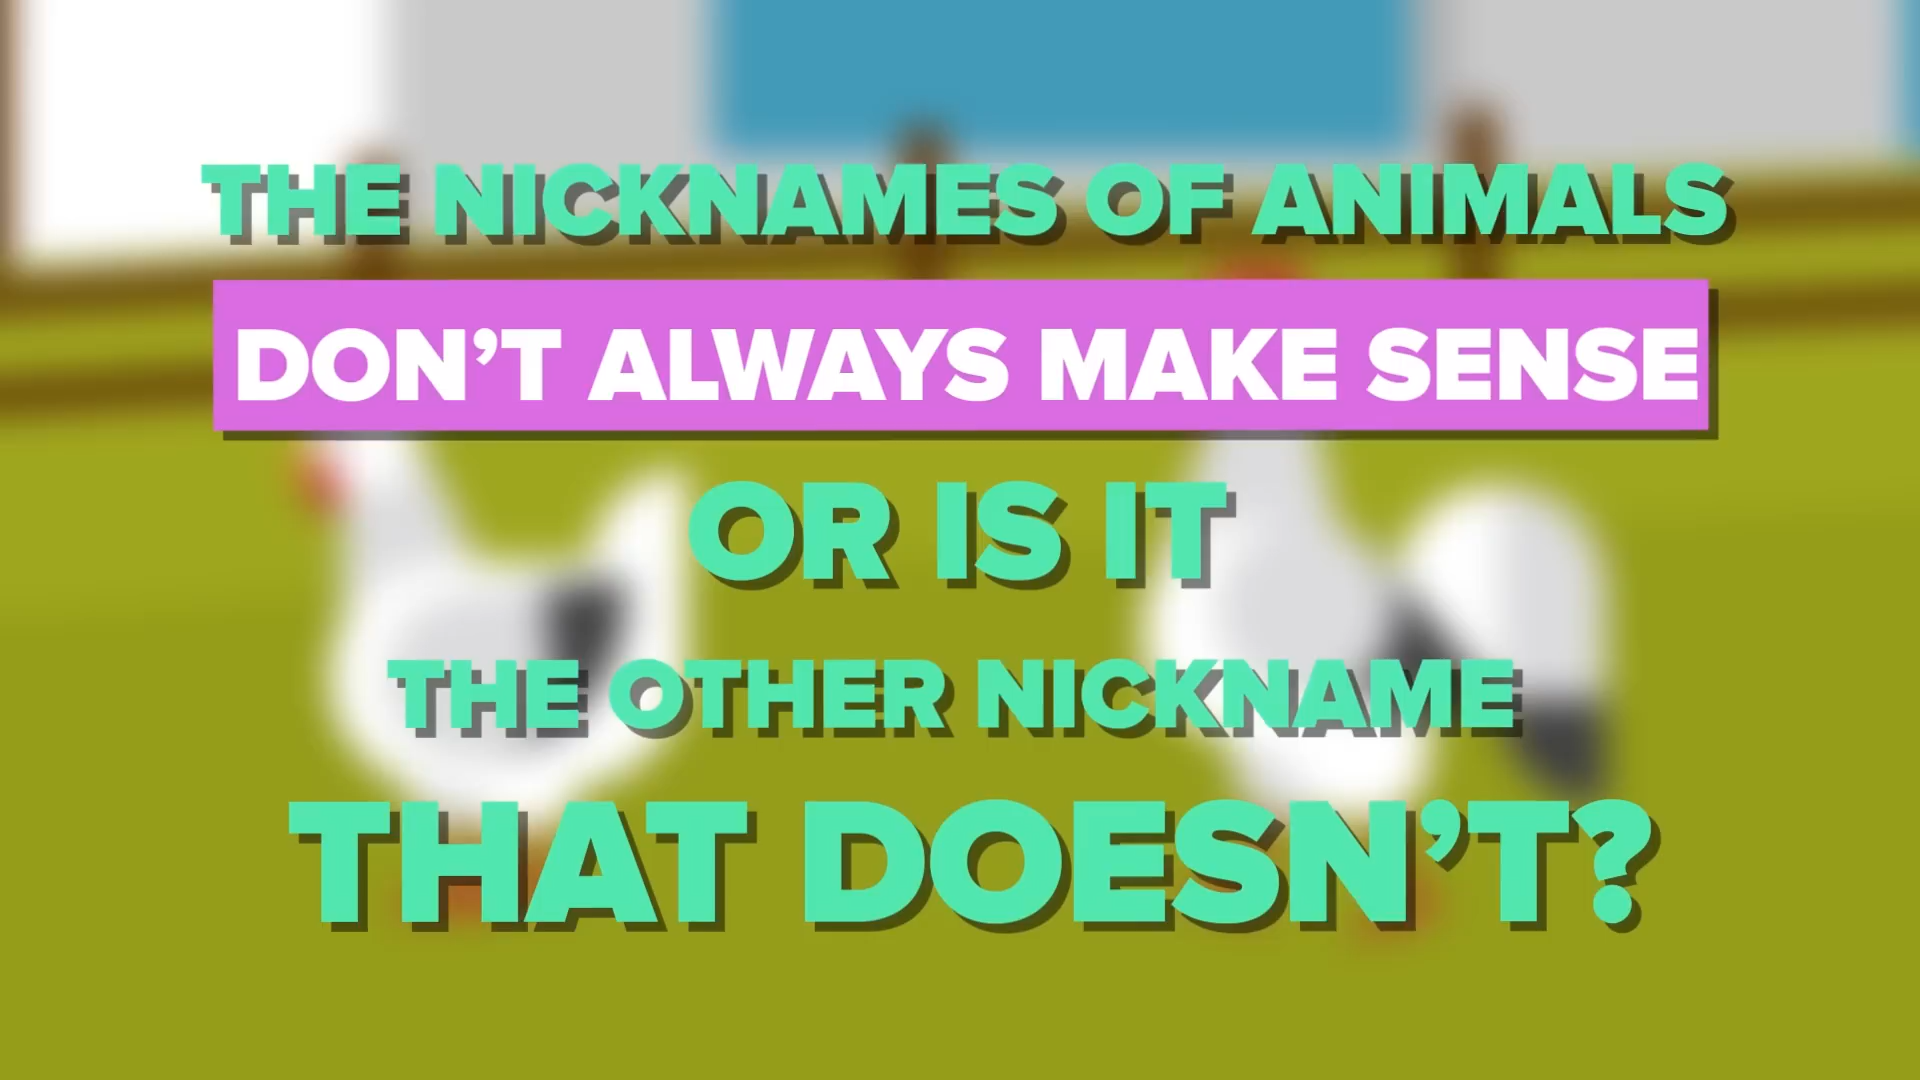 THE NICKNAMES OF ANIMALS
DON’T ALWAYS MAKE SENSE
OR IS IT
THE OTHER NICKNAME
THAT DOESN’T?